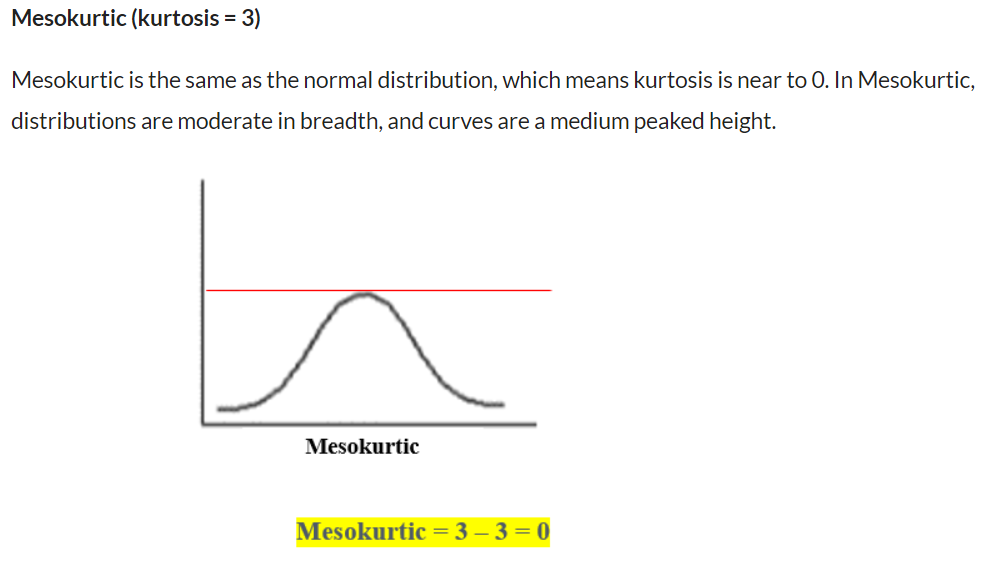 Mesokurtic (kurtosis = 3)
Mesokurtic is the same as the normal distribution, which means kurtosis is near to 0. In Mesokurtic,
distributions are moderate in breadth, and curves are a medium peaked height.
Mesokurtic
Mesokurtic = 3 – 3 = 0